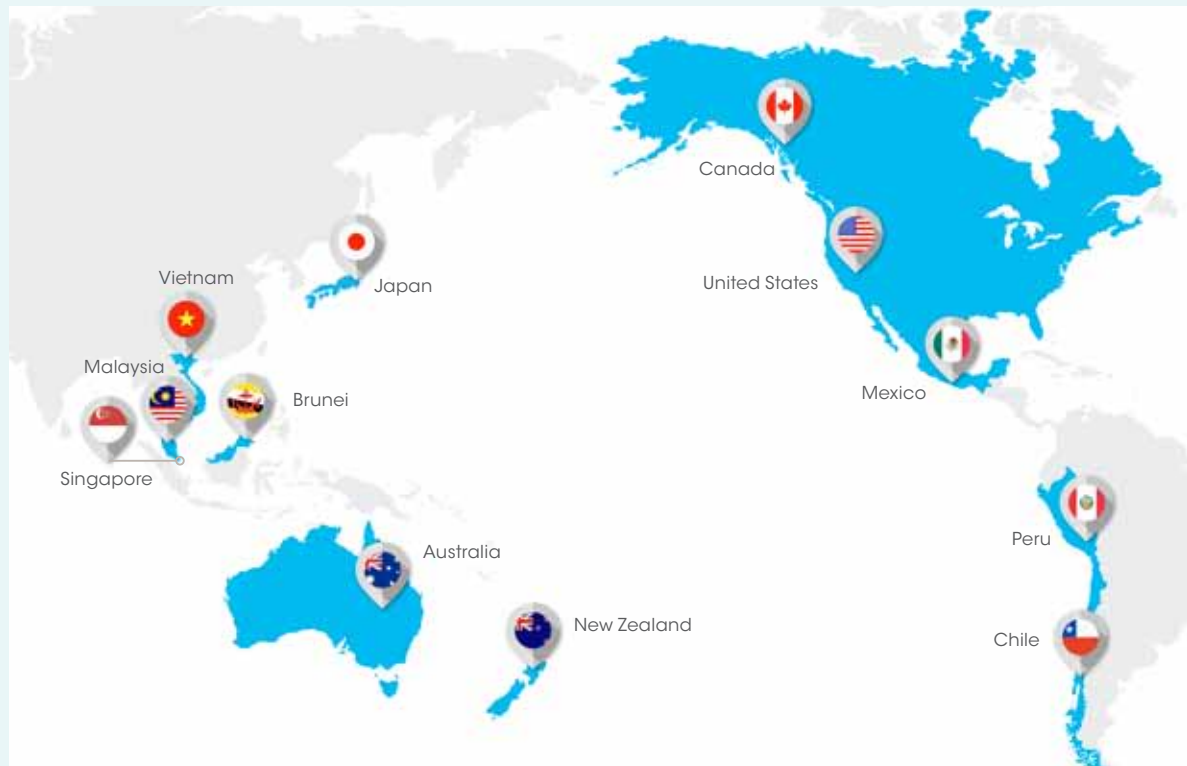 Canada
United States
Japan
Vietnam
Malaysia
Brunei
Mexico
Singapore
Peru
Australia
New Zealand
Chile